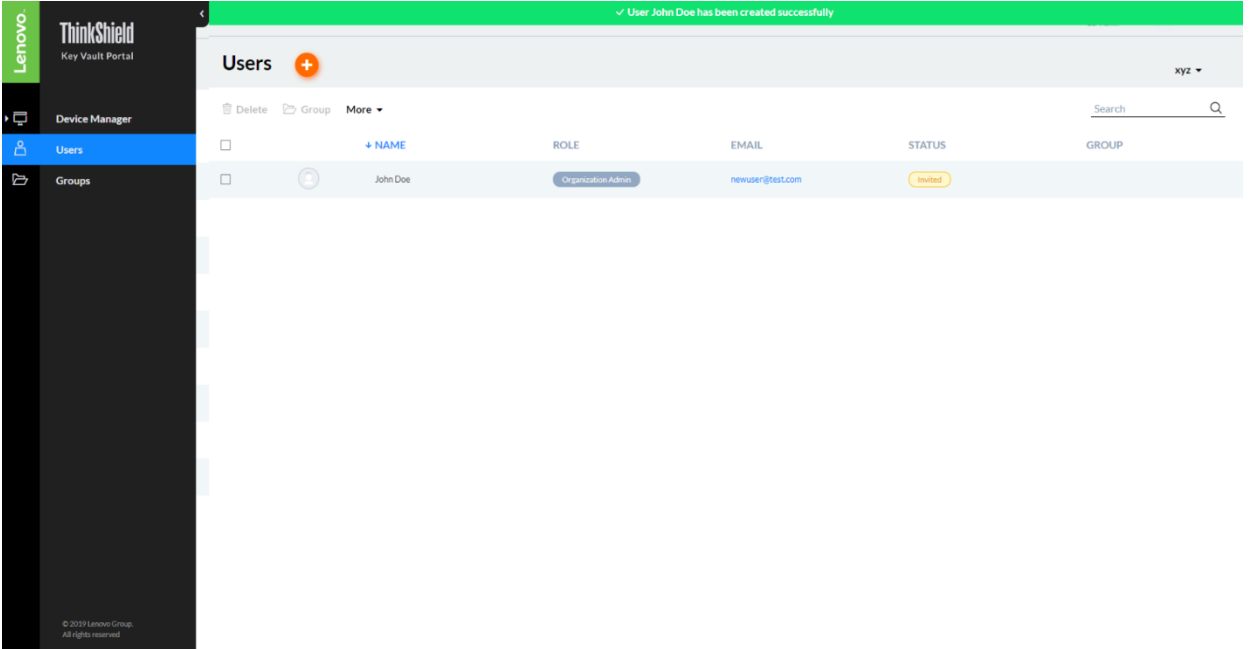 ✓ User John Doe has been created successfully
Lenovo.
ThinkShield
Key Vault Portal
Device Manager
Users
Groups
© 2019 Lenovo Group.
All rights reserved
Users
xyz
Delete Group More Search
NAME ROLE EMAIL STATUS GROUP
John Doe Organization Admin newuser@test.com Invited